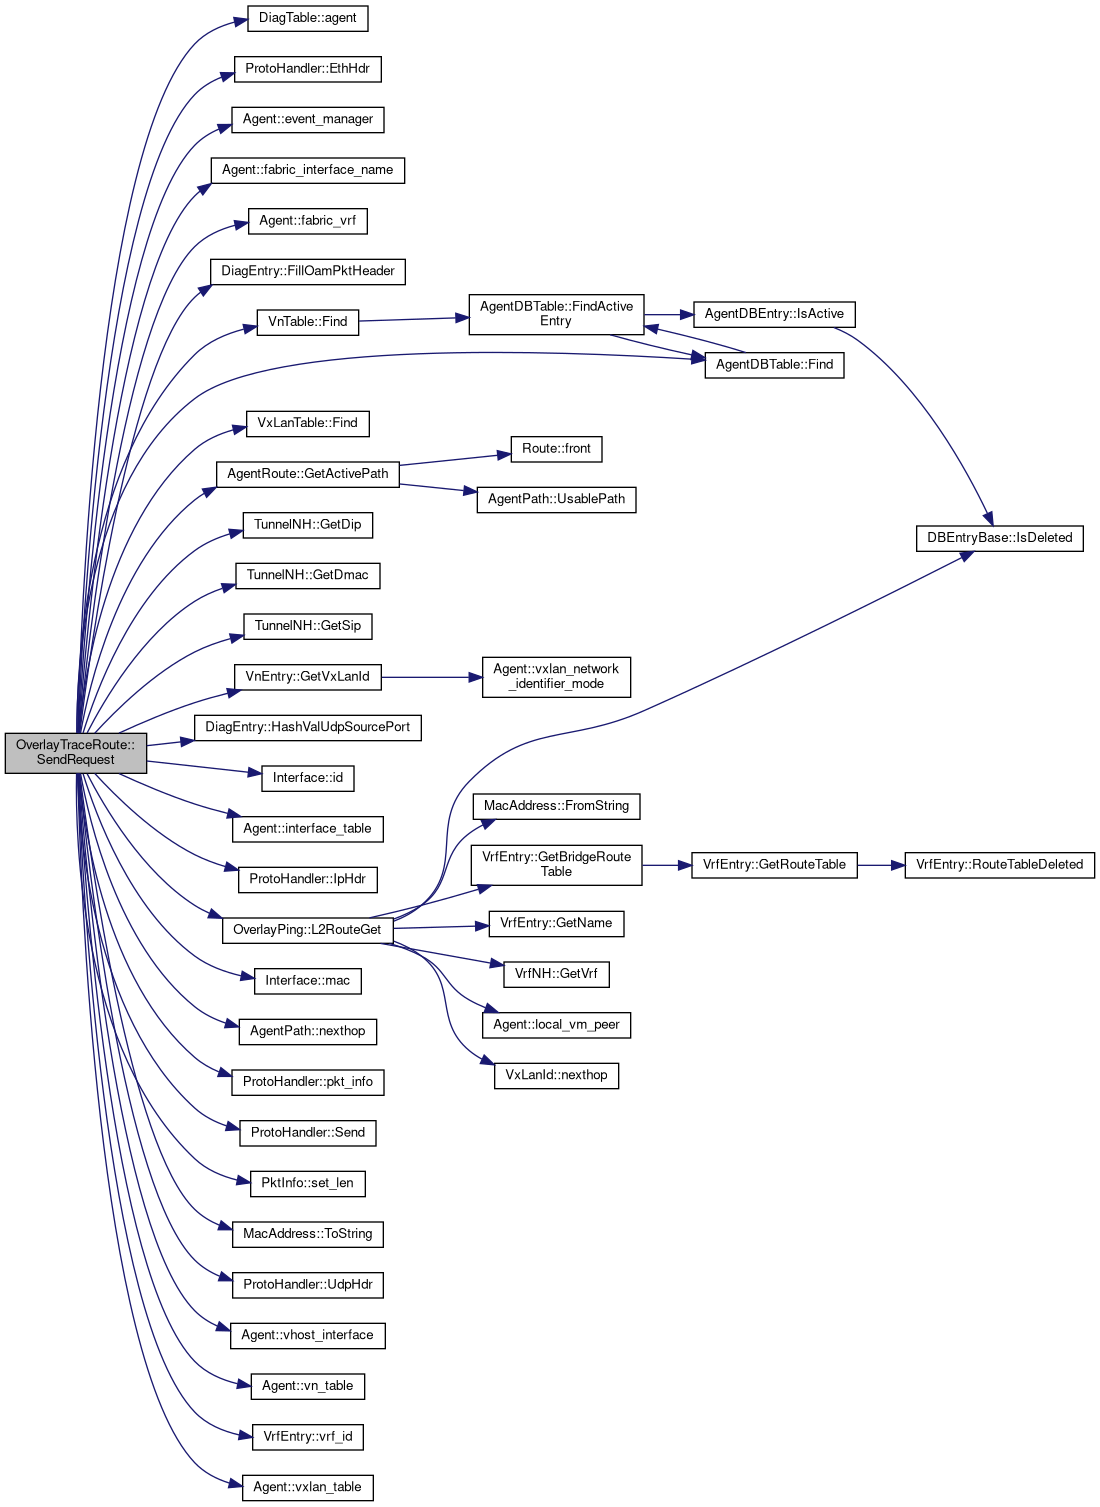 DiagTable::agent
ProtoHandler::EthHdr
Agent::event_manager
Agent::fabric_interface_name
Agent::fabric_vrf
DiagEntry::FillOamPktHeader
VnTable::Find
AgentDBTable::FindActive
Entry
AgentDBEntry::IsActive
AgentDBTable::Find
VxLanTable::Find
AgentRoute::GetActivePath
Route::front
AgentPath::UsablePath
TunnelNH::GetDip
DBEntryBase::IsDeleted
TunnelNH::GetDmac
TunnelNH::GetSip
VnEntry::GetVxLanId
Agent::vxlan_network
_identifier_mode
DiagEntry::HashValUdpSourcePort
OverlayTraceRoute::
SendRequest
Interface::id
MacAddress::FromString
Agent::interface_table
VrfEntry::GetBridgeRoute
Table
VrfEntry::GetRouteTable
VrfEntry::RouteTableDeleted
ProtoHandler::IpHdr
OverlayPing::L2RouteGet
VrfEntry::GetName
VrfNH::GetVrf
Interface::mac
Agent::local_vm_peer
AgentPath::nexthop
VxLanId::nexthop
ProtoHandler::pkt_info
ProtoHandler::Send
PktInfo::set_len
MacAddress::ToString
ProtoHandler::UdpHdr
Agent::vhost_interface
Agent::vn_table
VrfEntry::vrf_id
Agent::vxlan_table